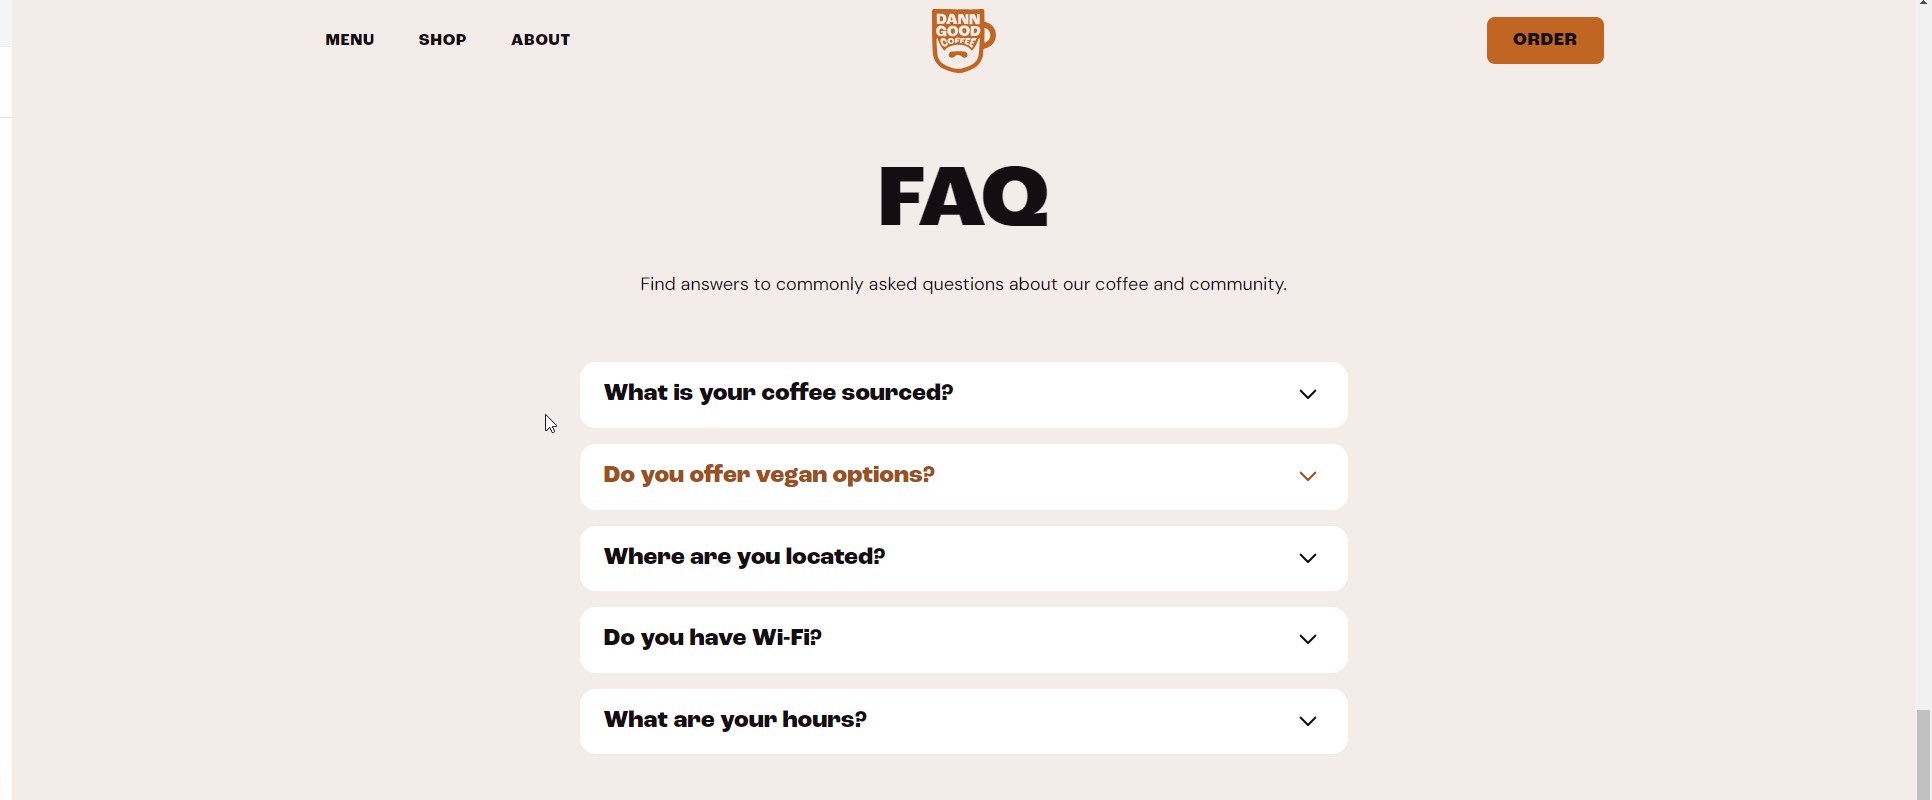 MENU SHOP ABOUT
DANN
GOOD
COFFEE
ORDER
FAQ
Find answers to commonly asked questions about our coffee and community.
What is your coffee sourced?
Do you offer vegan options?
Where are you located?
Do you have Wi-Fi?
What are your hours?